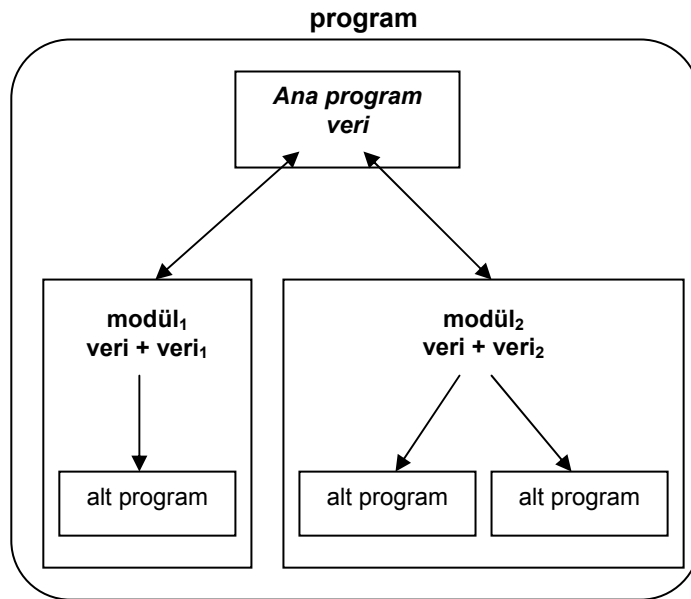 program
Ana program
veri
modül₁
veri + veri₁
modül₂
veri + veri₂
alt program
alt program
alt program